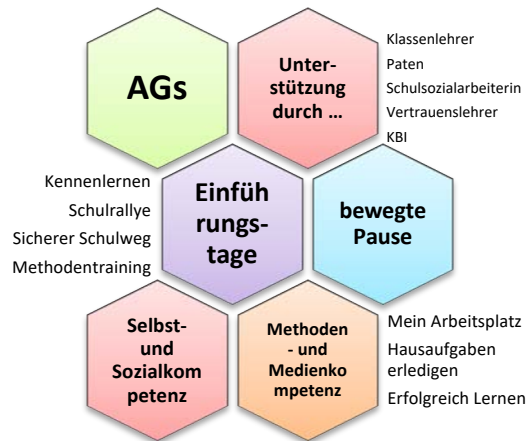 AGs
Unter-
stützung
durch ...
Klassenlehrer
Paten
Schulsozialarbeiterin
Vertrauenslehrer
KBI
Kennenlernen
Schulrallye
Sicherer Schulweg
Methodentraining
Einfüh
rungs-
tage
bewegte
Pause
Selbst-
und
Sozialkom
petenz
Methoden
- und
Medienko
mpetenz
Mein Arbeitsplatz
Hausaufgaben
erledigen
Erfolgreich Lernen